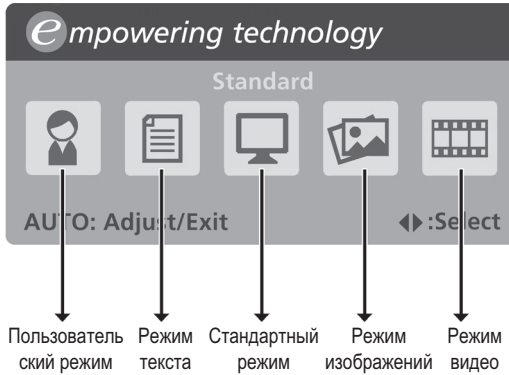 empowering technology
Standard
AUTO: Adjust/Exit
:Select
Пользователь Режим Стандартный Режим Режим
ский режим текста режим изображений видео